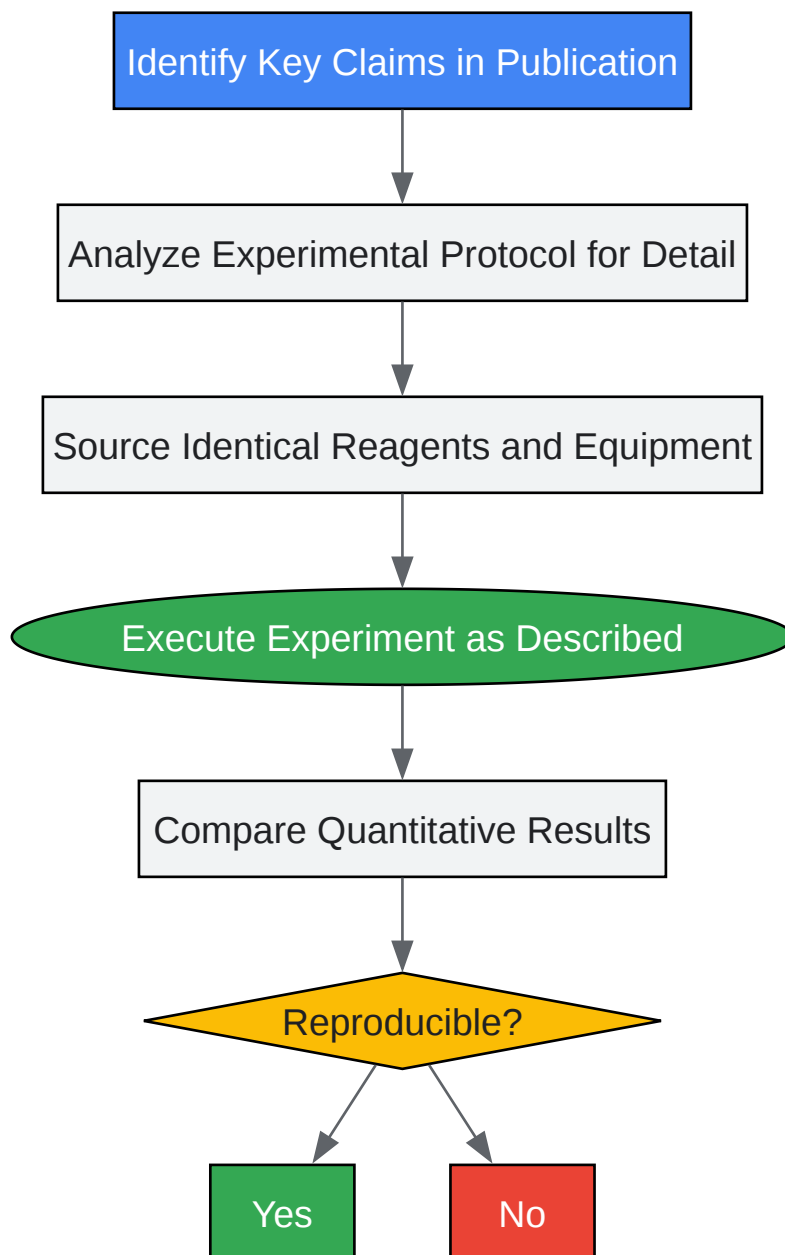 Identify Key Claims in Publication
Analyze Experimental Protocol for Detail
Source Identical Reagents and Equipment
Execute Experiment as Described
Compare Quantitative Results
Reproducible?
Yes
No